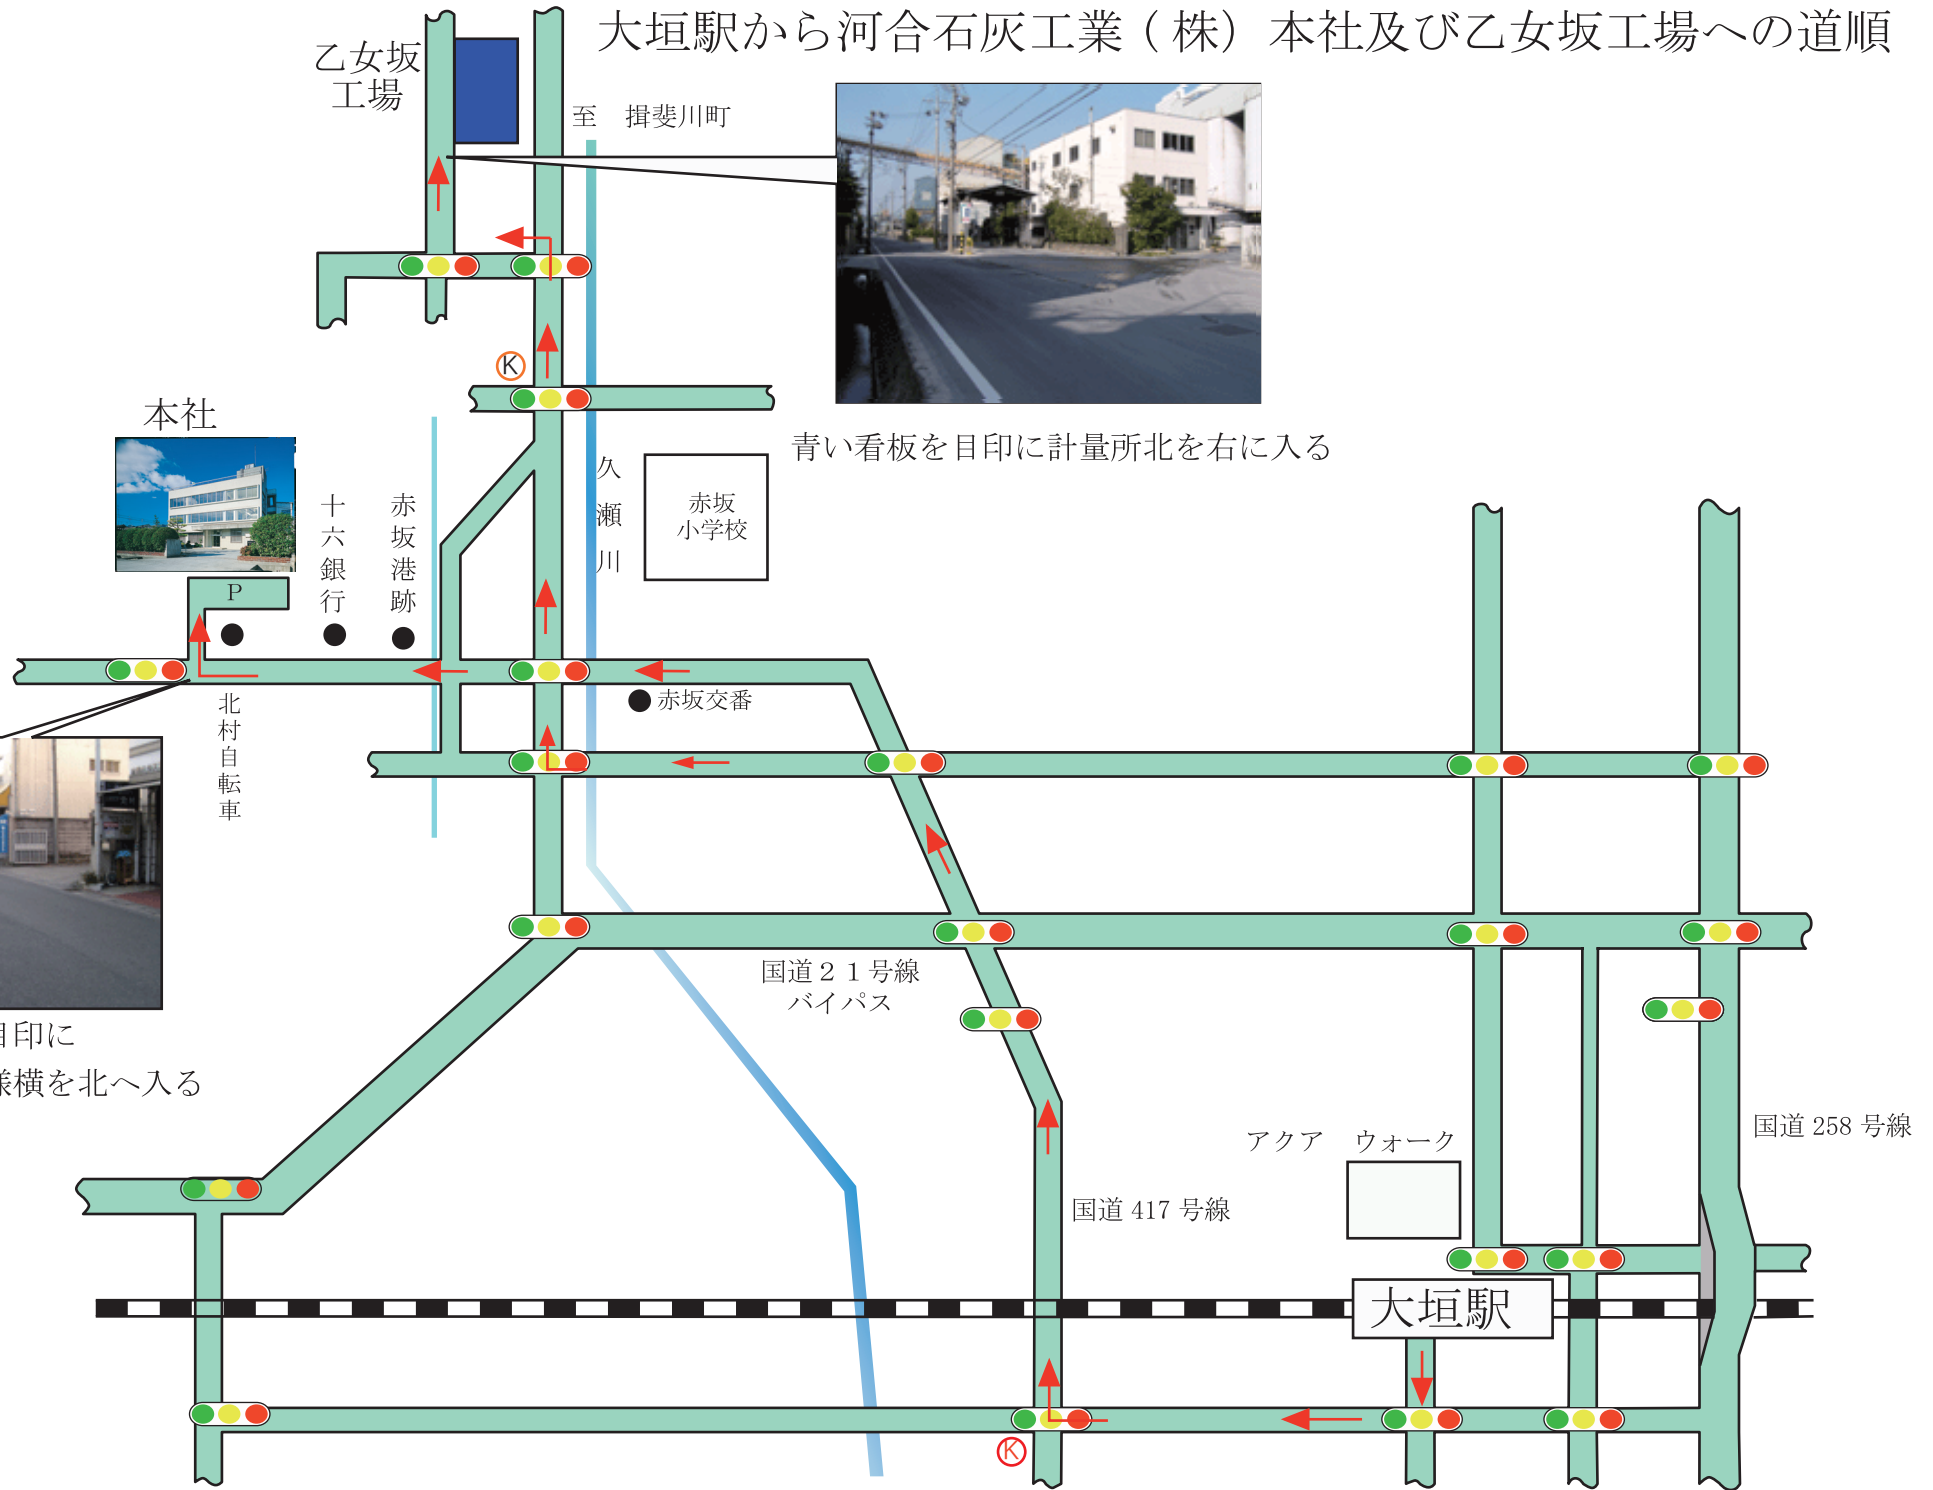 大垣駅から河合石灰工業(株)本社及び乙女坂工場への道順
乙女坂
工場
至　揖斐川町
K
青い看板を目印に計量所北を右に入る
本社
十六銀行
赤坂港跡
久瀬川
赤坂
小学校
P
赤坂交番
北村自転車
目印に
様横を北へ入る
国道２１号線
バイパス
国道 258 号線
アクア　ウォーク
国道 417 号線
大垣駅
K